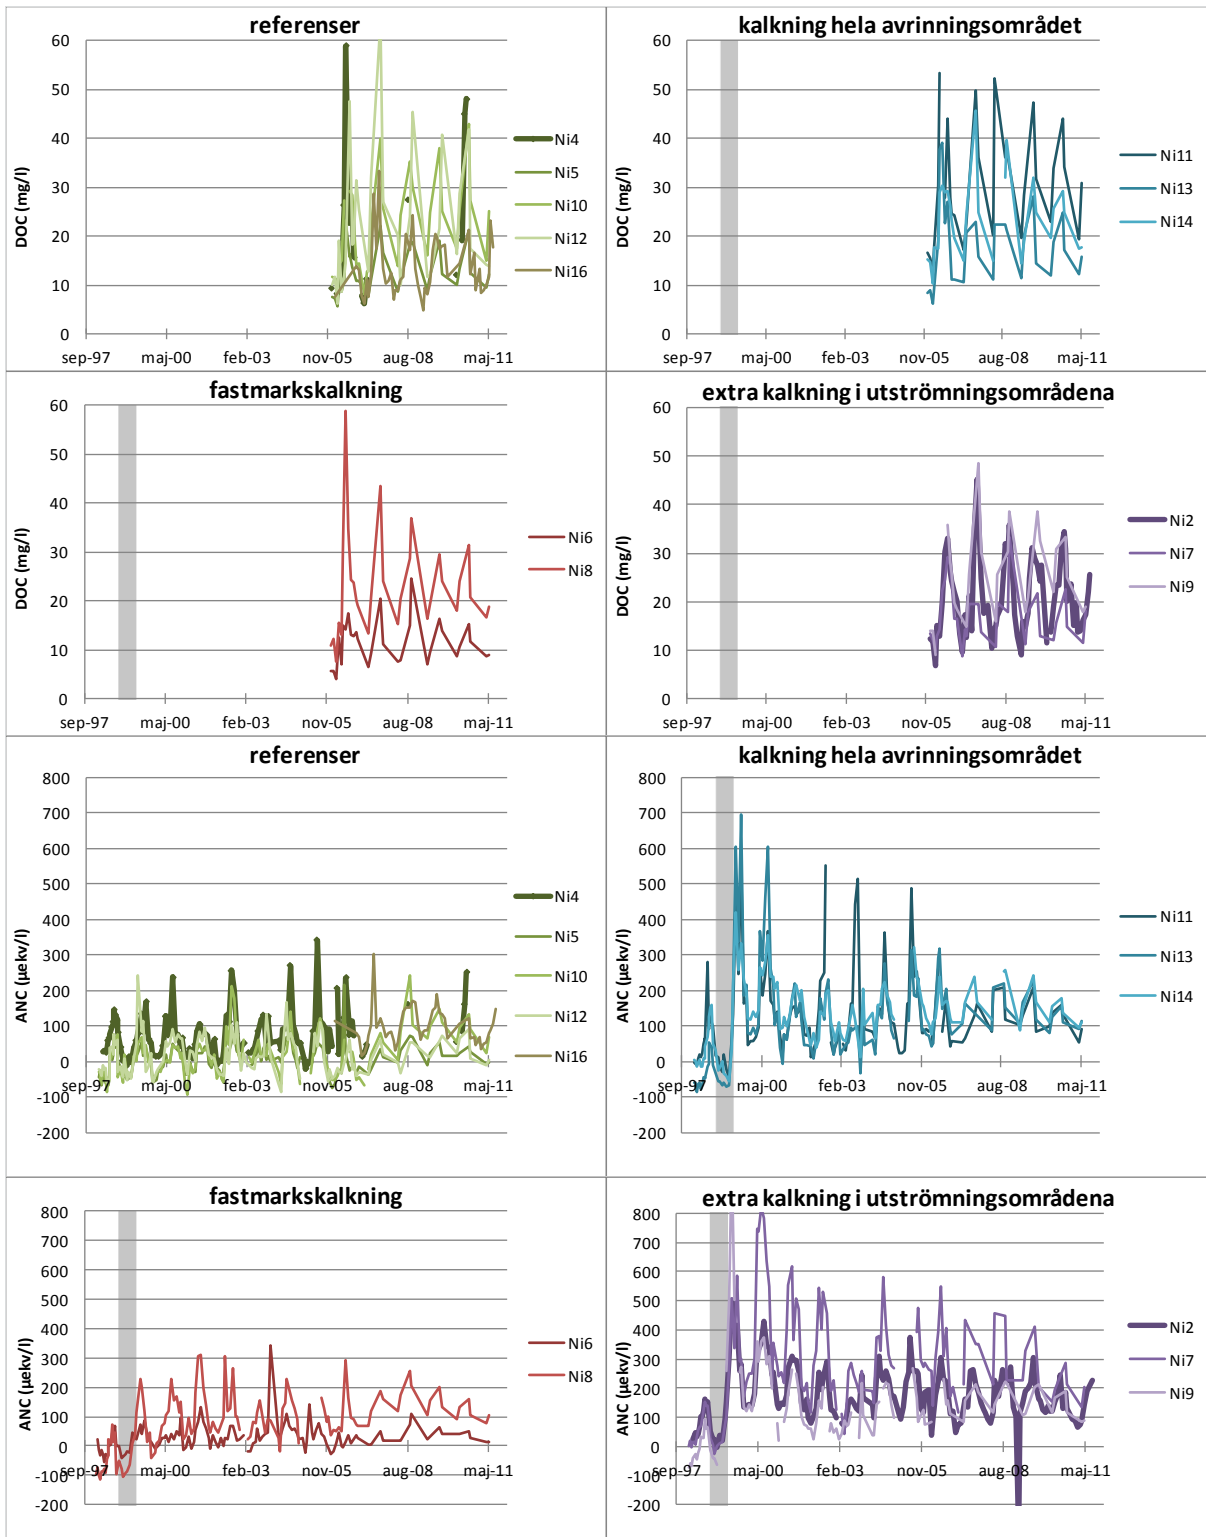 referenser
60
50
40
30
20
10
0
DOC (mg/l)
sep-97 maj-00 feb-03 nov-05 aug-08 maj-11
Ni4
Ni5
Ni10
Ni12
Ni16
kalkning hela avrinningsområdet
60
50
40
30
20
10
0
DOC (mg/l)
sep-97 maj-00 feb-03 nov-05 aug-08 maj-11
Ni11
Ni13
Ni14
fastmarkskalkning
60
50
40
30
20
10
0
DOC (mg/l)
sep-97 maj-00 feb-03 nov-05 aug-08 maj-11
Ni6
Ni8
extra kalkning i utströmningsområdena
60
50
40
30
20
10
0
DOC (mg/l)
sep-97 maj-00 feb-03 nov-05 aug-08 maj-11
Ni2
Ni7
Ni9
referenser
800
700
600
500
400
300
200
100
0
-100
-200
ANC (µekv/l)
sep-97 maj-00 feb-03 nov-05 aug-08 maj-11
Ni4
Ni5
Ni10
Ni12
Ni16
kalkning hela avrinningsområdet
800
700
600
500
400
300
200
100
0
-100
-200
ANC (µekv/l)
sep-97 maj-00 feb-03 nov-05 aug-08 maj-11
Ni11
Ni13
Ni14
fastmarkskalkning
800
700
600
500
400
300
200
100
0
-100
-200
ANC (µekv/l)
sep-97 maj-00 feb-03 nov-05 aug-08 maj-11
Ni6
Ni8
extra kalkning i utströmningsområdena
800
700
600
500
400
300
200
100
0
-100
-200
ANC (µekv/l)
sep-97 maj-00 feb-03 nov-05 aug-08 maj-11
Ni2
Ni7
Ni9